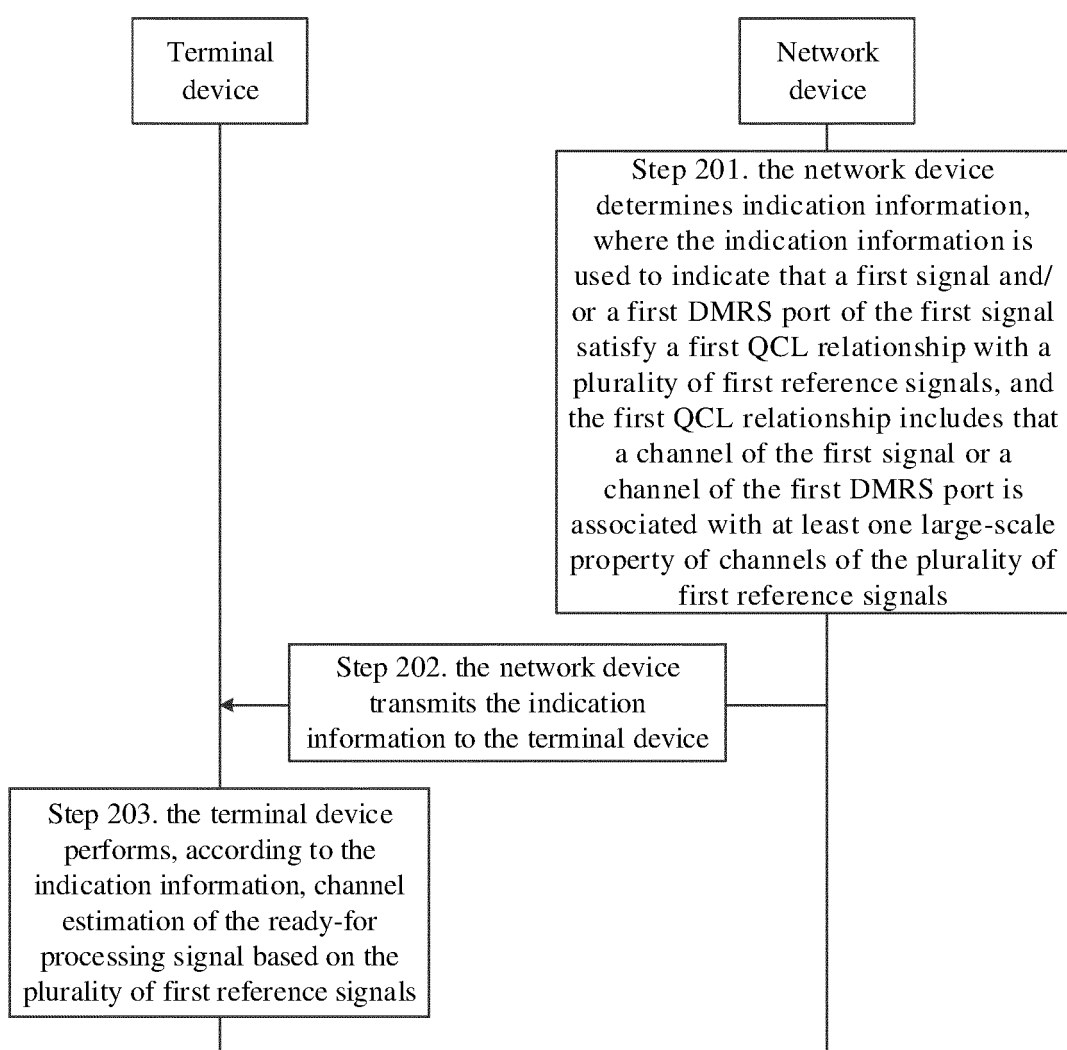 Terminal
device
Network
device
Step 201. the network device
determines indication information,
where the indication information is
used to indicate that a first signal and/
or a first DMRS port of the first signal
satisfy a first QCL relationship with a
plurality of first reference signals, and
the first QCL relationship includes that
a channel of the first signal or a
channel of the first DMRS port is
associated with at least one large-scale
property of channels of the plurality of
first reference signals
Step 202. the network device
transmits the indication
information to the terminal device
Step 203. the terminal device
performs, according to the
indication information, channel
estimation of the ready-for
processing signal based on the
plurality of first reference signals